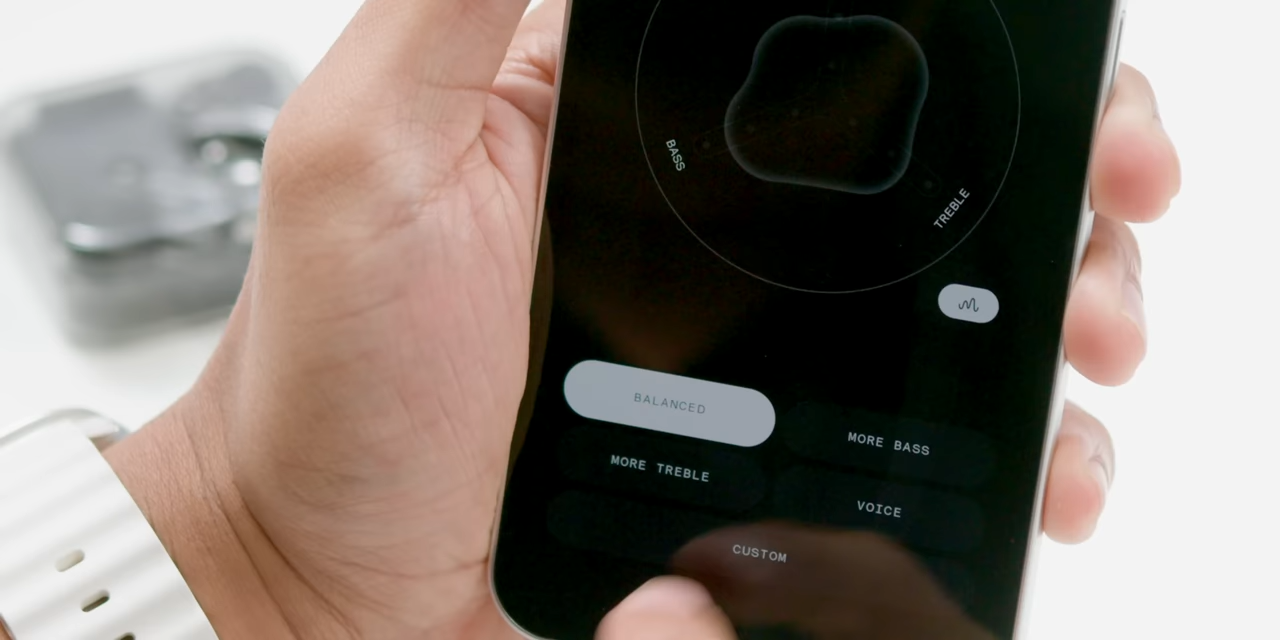 BASS
TREBLE
BALANCED
MORE BASS
MORE TREBLE
VOICE
CUSTOM